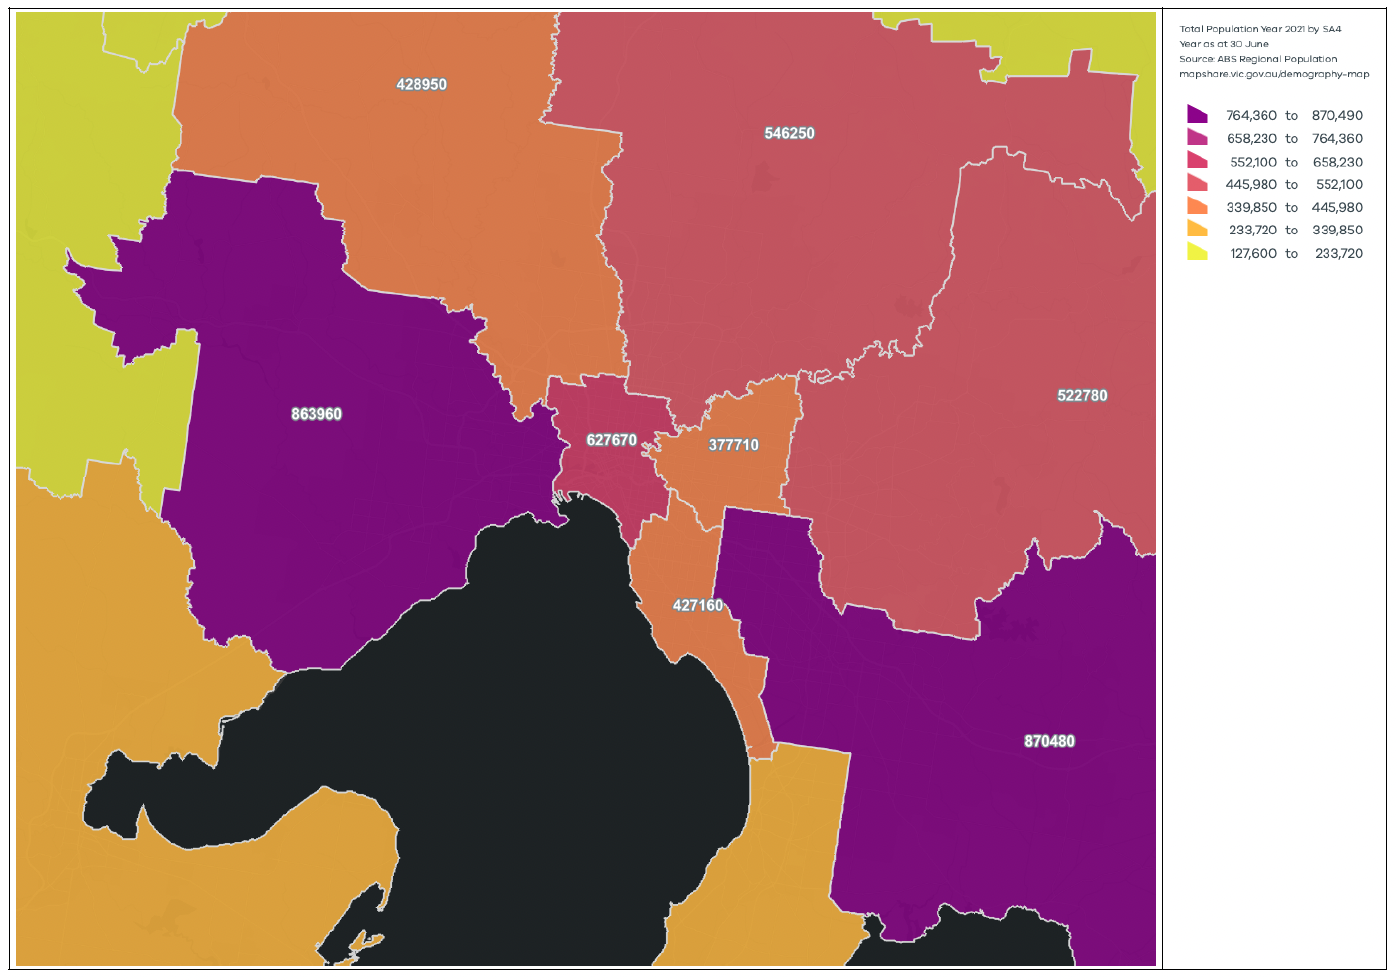 Total Population Year 2021 by SA4
Year as at 30 June
Source: ABS Regional Population
mapshare.vic.gov.au/demography-map
764,360 to 870,490
658,230 to 764,360
552,100 to 658,230
445,980 to 552,100
339,850 to 445,980
233,720 to 339,850
127,600 to 233,720
428950
546250
522780
863960
627670
377710
427160
870480